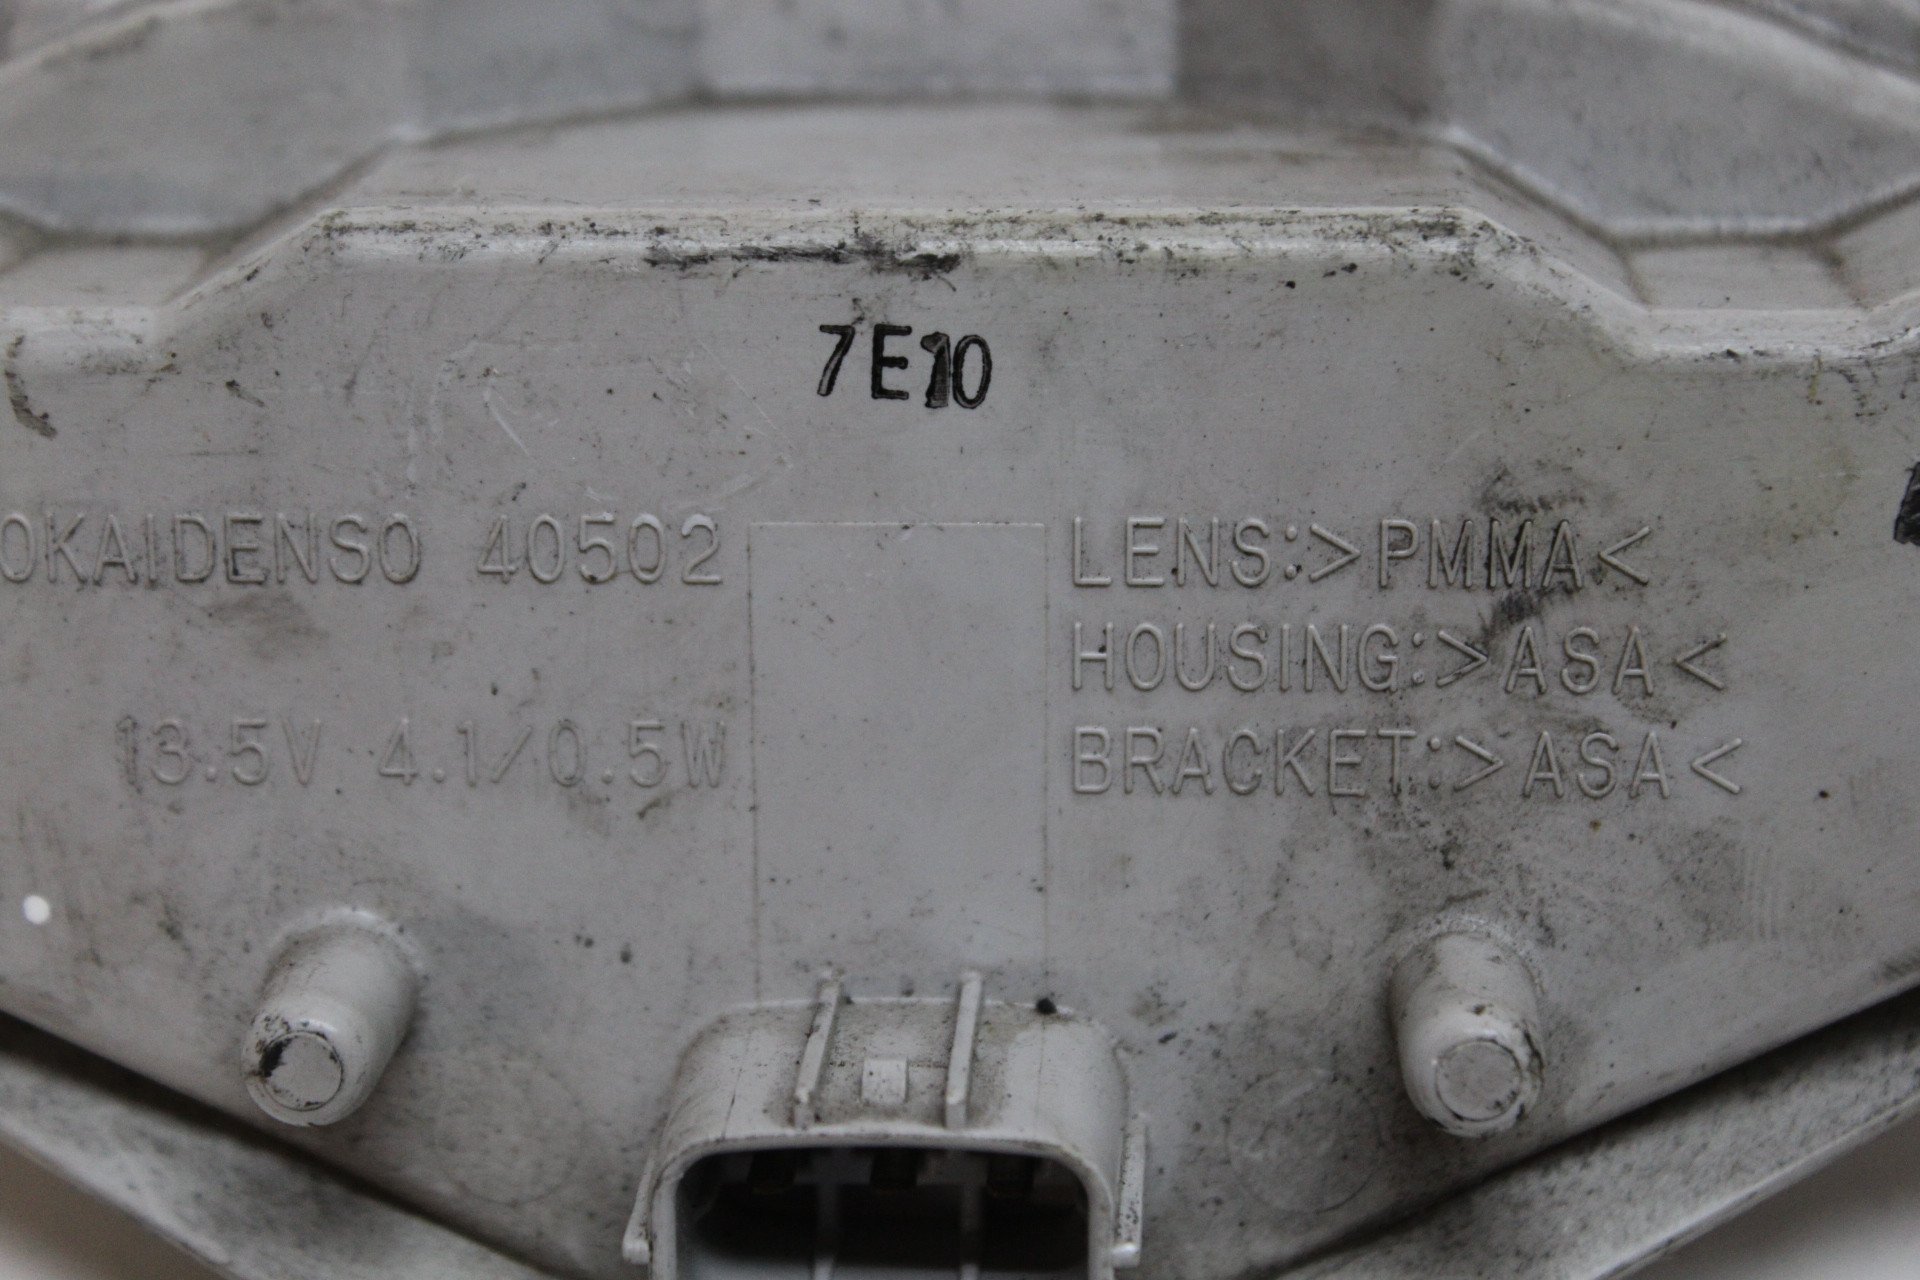 7E10
OKAIDENSO 40502
13.5V 4.1/0.5W
LENS:>PMMA<
HOUSING:>ASA<
BRACKET:>ASA<